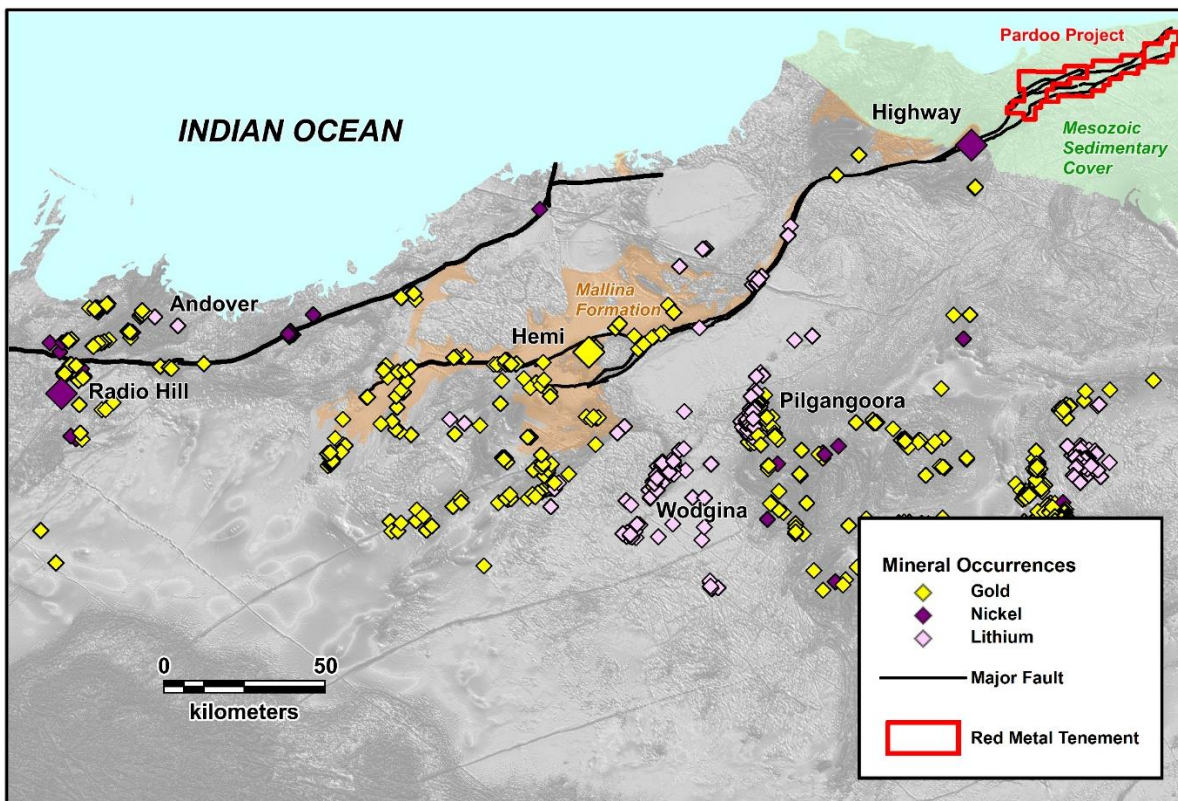 Pardoo Project
Highway
INDIAN OCEAN
Mesozoic
Sedimentary
Cover
Andover
Mallina
Formation
Hemi
Radio Hill
Pilgangoora
Wodgina
0 50
kilometers
Mineral Occurrences
Gold
Nickel
Lithium
Major Fault
Red Metal Tenement